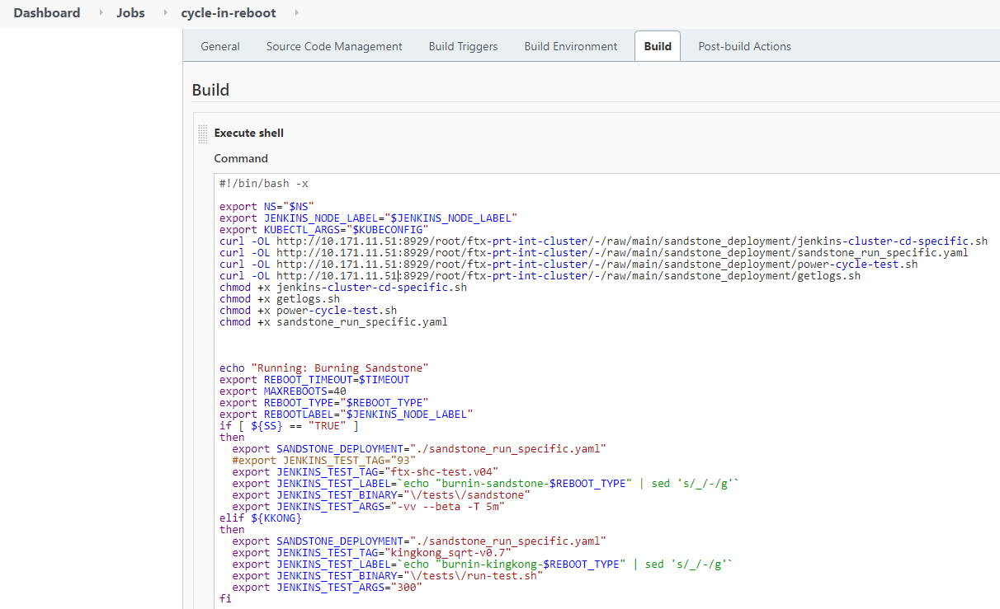 Dashboard Jobs cycle-in-reboot
General Source Code Management Build Triggers Build Environment Build Post-build Actions
Build
Execute shell
Command
#!/bin/bash -x
export NS="$NS"
export JENKINS_NODE_LABEL="$JENKINS_NODE_LABEL"
export KUBECTL_ARGS="$KUBECONFIG"
curl -OL http://10.171.11.51:8929/root/ftx-prt-int-cluster/-/raw/main/sandstone_deployment/jenkins-cluster-cd-specific.sh
curl -OL http://10.171.11.51:8929/root/ftx-prt-int-cluster/-/raw/main/sandstone_deployment/sandstone_run_specific.yaml
curl -OL http://10.171.11.51:8929/root/ftx-prt-int-cluster/-/raw/main/sandstone_deployment/power-cycle-test.sh
curl -OL http://10.171.11.51:8929/root/ftx-prt-int-cluster/-/raw/main/sandstone_deployment/getlogs.sh
chmod +x jenkins-cluster-cd-specific.sh
chmod +x getlogs.sh
chmod +x power-cycle-test.sh
chmod +x sandstone_run_specific.yaml
echo "Running: Burning Sandstone"
export REBOOT_TIMEOUT=$TIMEOUT
export MAXREBOOTS=40
export REBOOT_TYPE="$REBOOT_TYPE"
export REBOOTLABEL="$JENKINS_NODE_LABEL"
if [ ${SS} == "TRUE" ]
then
  export SANDSTONE_DEPLOYMENT="./sandstone_run_specific.yaml"
  #export JENKINS_TEST_TAG="93"
  export JENKINS_TEST_TAG="ftx-shc-test.v04"
  export JENKINS_TEST_LABEL=`echo "burnin-sandstone-$REBOOT_TYPE" | sed 's/_/-/g'`
  export JENKINS_TEST_BINARY="\/tests\/sandstone"
  export JENKINS_TEST_ARGS="-vv --beta -T 5m"
elif ${KKONG}
then
  export SANDSTONE_DEPLOYMENT="./sandstone_run_specific.yaml"
  export JENKINS_TEST_TAG="kingkong_sqrt-v0.7"
  export JENKINS_TEST_LABEL=`echo "burnin-kingkong-$REBOOT_TYPE" | sed 's/_/-/g'`
  export JENKINS_TEST_BINARY="\/tests\/run-test.sh"
  export JENKINS_TEST_ARGS="300"
fi